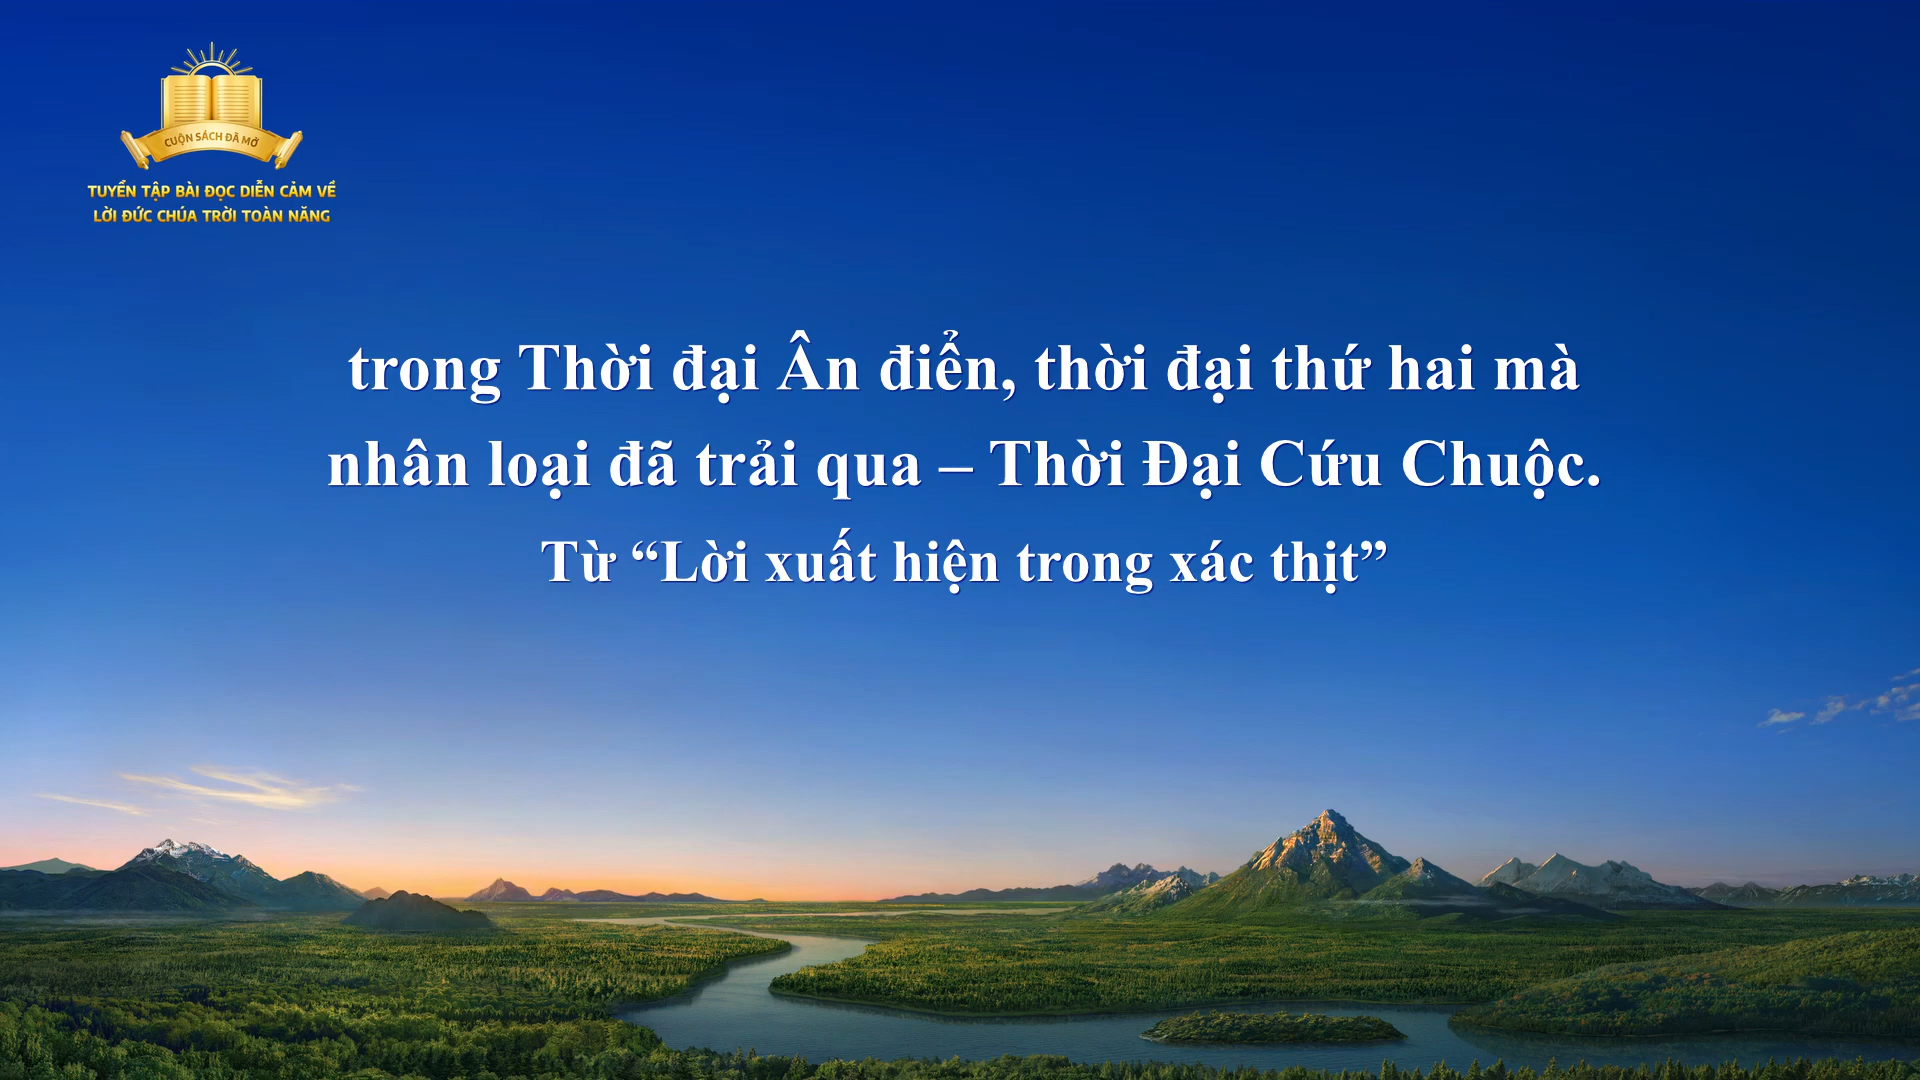 CUỘN SÁCH ĐÃ MỞ
TUYỂN TẬP BÀI ĐỌC DIỄN CẢM VỀ
LỜI ĐỨC CHÚA TRỜI TOÀN NĂNG
trong Thời đại Ân điển, thời đại thứ hai mà
nhân loại đã trải qua – Thời Đại Cứu Chuộc.
Từ “Lời xuất hiện trong xác thịt”